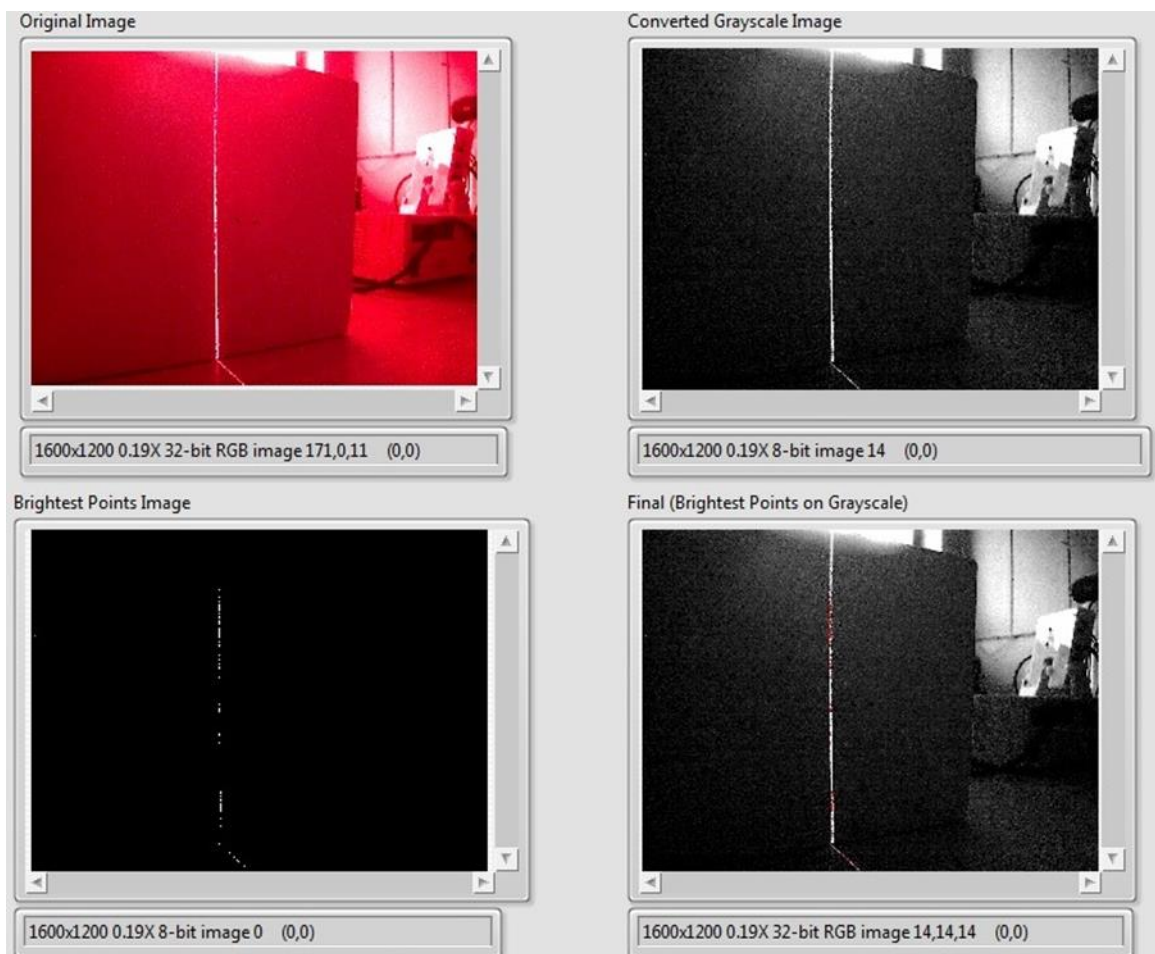 Original Image
Converted Grayscale Image
1600x1200 0.19X 32-bit RGB image 171,0,11 (0,0)
1600x1200 0.19X 8-bit image 14 (0,0)
Brightest Points Image
Final (Brightest Points on Grayscale)
1600x1200 0.19X 8-bit image 0 (0,0)
1600x1200 0.19X 32-bit RGB image 14,14,14 (0,0)